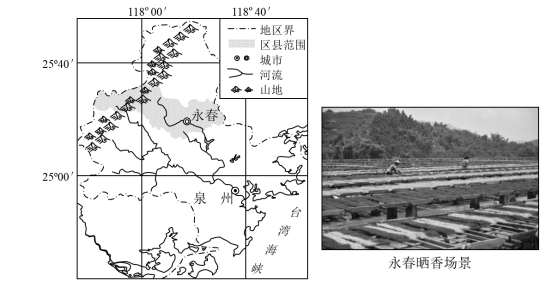 118°00′ 118°40′
地区界
区县范围
城市
河流
山地
25°40′
永春
25°00′
泉州
台湾海峡
永春晒香场景